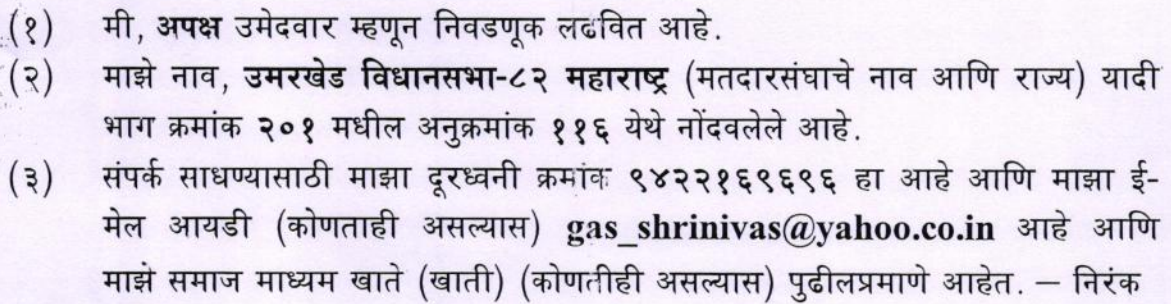 (१) मी, अपक्ष उमेदवार म्हणून निवडणूक लढवित आहे.
(२) माझे नाव, उमरखेड विधानसभा-८२ महाराष्ट्र (मतदारसंघाचे नाव आणि राज्य) यादी
भाग क्रमांक २०१ मधील अनुक्रमांक ११६ येथे नोंदवलेले आहे.
(३) संपर्क साधण्यासाठी माझा दूरध्वनी क्रमांक ९४२२१६९६९६ हा आहे आणि माझा ई-
मेल आयडी (कोणताही असल्यास) gas_shrinivas@yahoo.co.in आहे आणि
माझे समाज माध्यम खाते (खाती) (कोणतीही असल्यास) पुढीलप्रमाणे आहेत. – निरंक